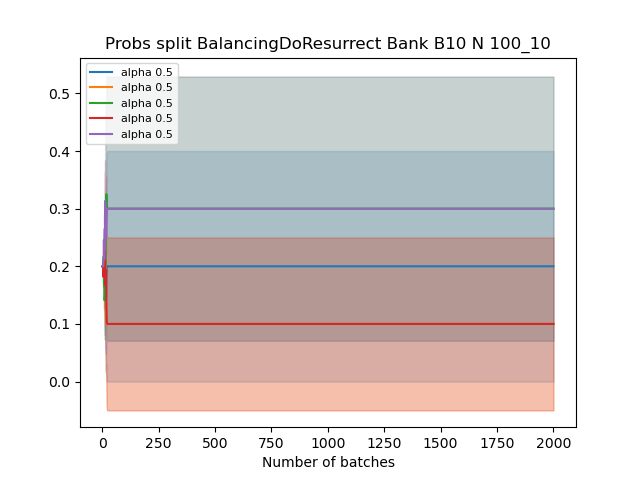 Probs split BalancingDoResurrect Bank B10 N 100_10
alpha 0.5
alpha 0.5
alpha 0.5
alpha 0.5
alpha 0.5
0.5
0.4
0.3
0.2
0.1
0.0
0 250 500 750 1000 1250 1500 1750 2000
Number of batches